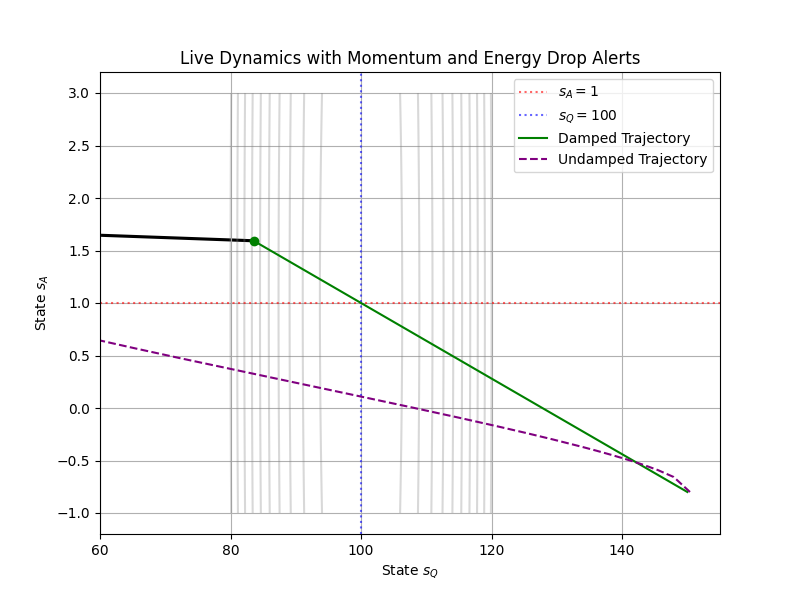 Live Dynamics with Momentum and Energy Drop Alerts
3.0
2.5
2.0
1.5
1.0
0.5
0.0
−0.5
−1.0
State s_A
60 80 100 120 140
State s_Q
s_A = 1
s_Q = 100
Damped Trajectory
Undamped Trajectory